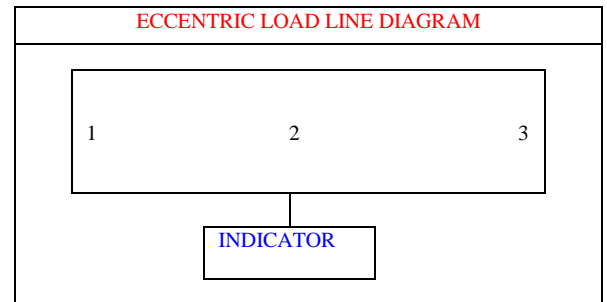 ECCENTRIC LOAD LINE DIAGRAM
1 2 3
INDICATOR